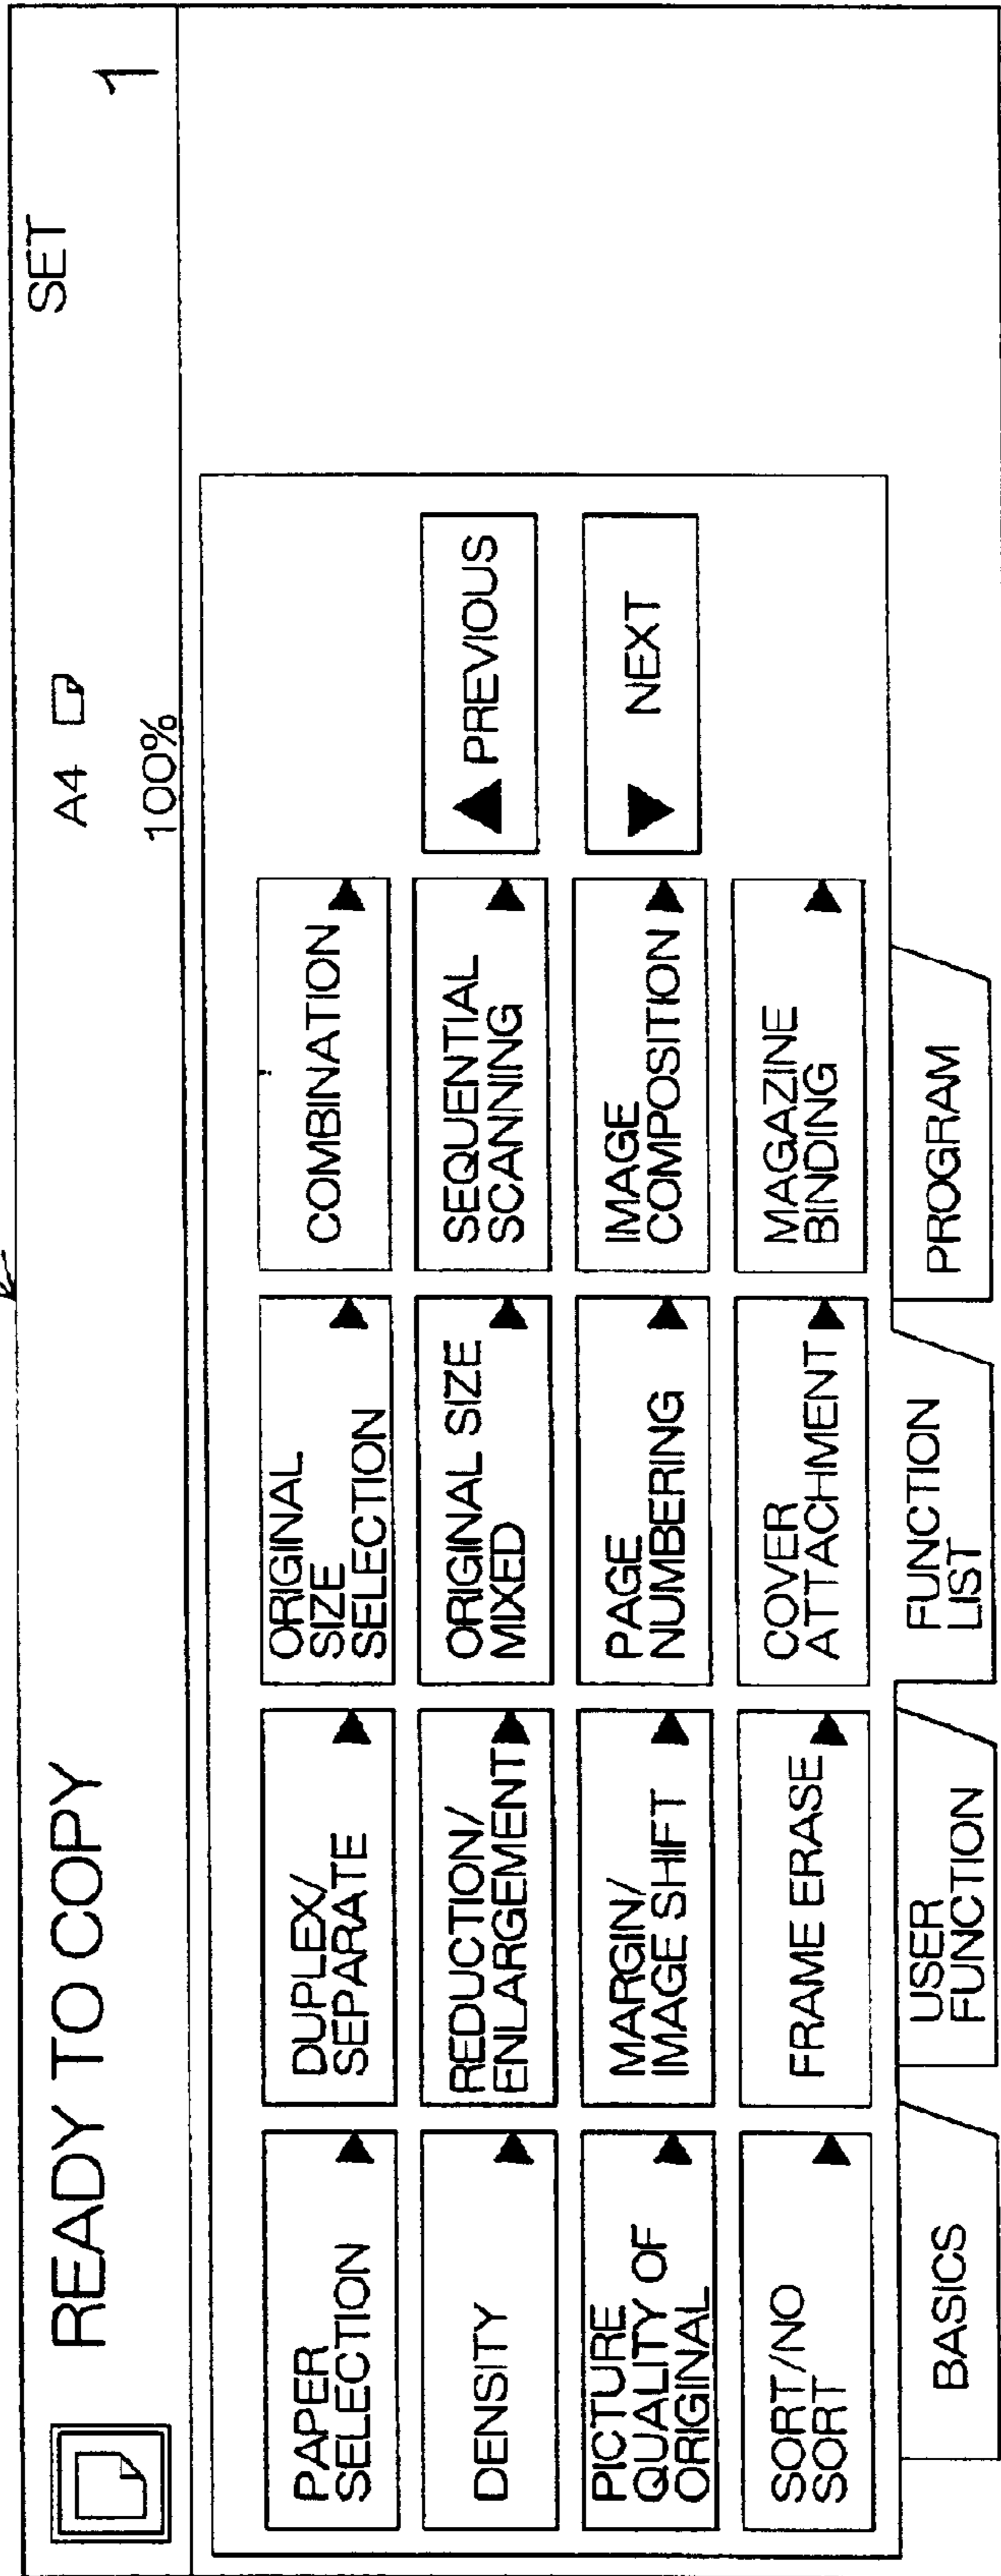 READY TO COPY
A4
SET
100%
1
PAPER
SELECTION
DUPLEX/
SEPARATE
ORIGINAL
SIZE
SELECTION
COMBINATION
DENSITY
REDUCTION/
ENLARGEMENT
ORIGINAL SIZE
MIXED
SEQUENTIAL
SCANNING
PREVIOUS
PICTURE
QUALITY OF
ORIGINAL
MARGIN/
IMAGE SHIFT
PAGE
NUMBERING
IMAGE
COMPOSITION
NEXT
SORT/NO
SORT
FRAME ERASE
COVER
ATTACHMENT
MAGAZINE
BINDING
BASICS
USER
FUNCTION
FUNCTION
LIST
PROGRAM